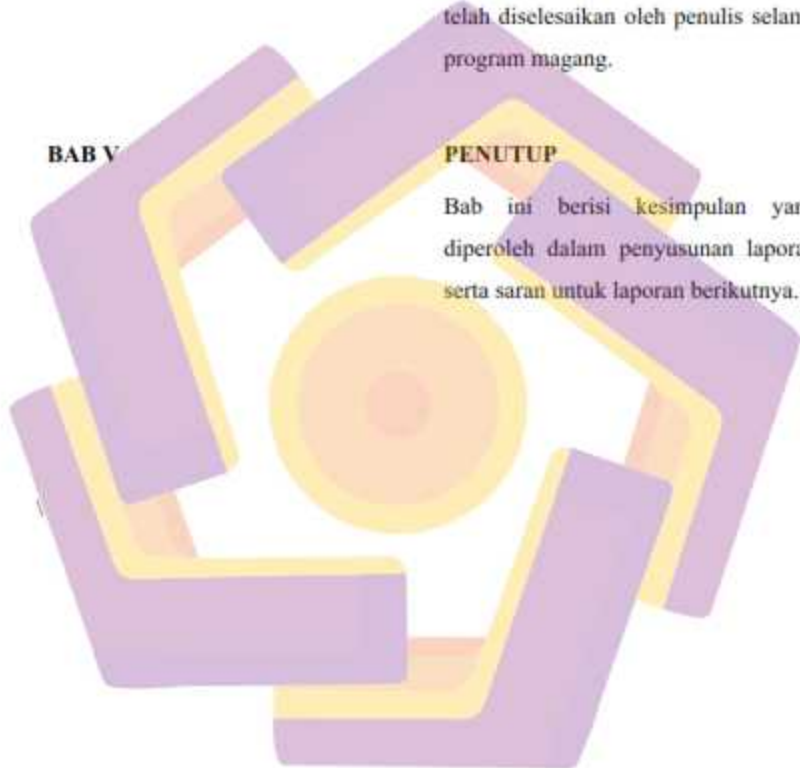 telah diselesaikan oleh penulis selan
program magang.
BAB V
PENUTUP
Bab ini berisi kesimpulan yan
diperoleh dalam penyusunan lapora
serta saran untuk laporan berikutnya.